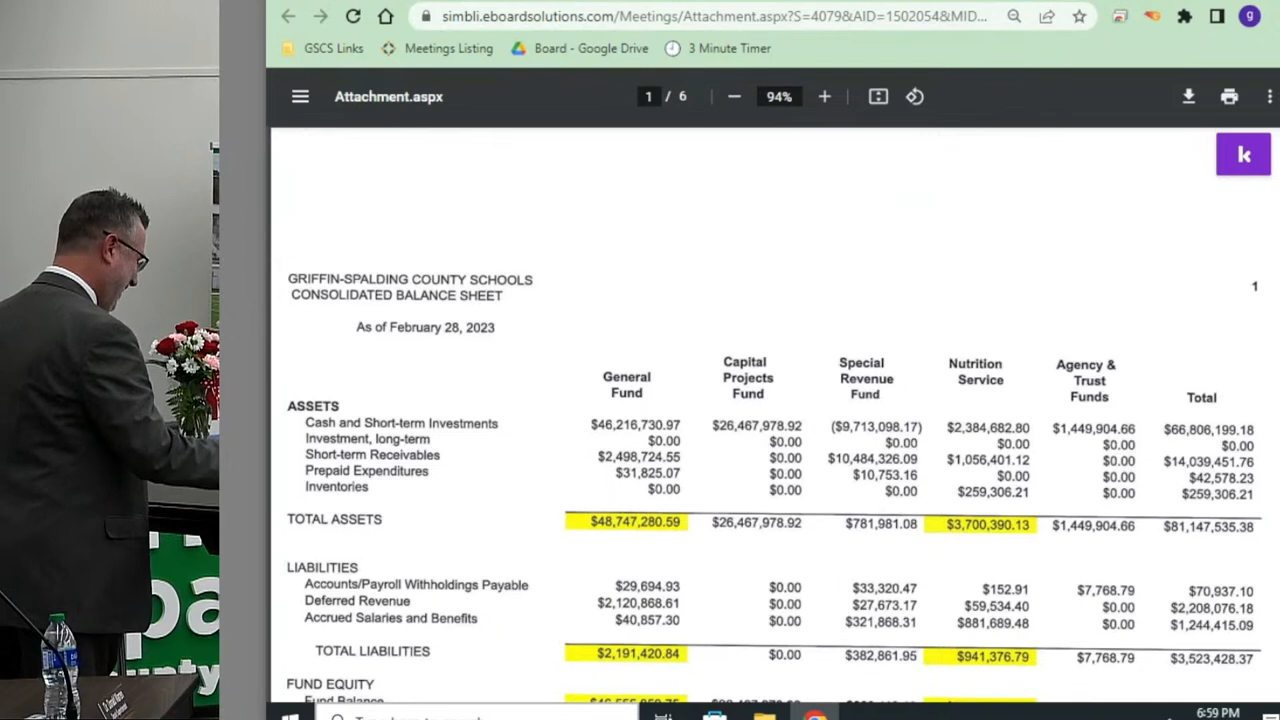 simbli.eboardsolutions.com/Meetings/Attachment.aspx?S=4079&AID=1502054&MID...
g
GSCS Links Meetings Listing Board - Google Drive 3 Minute Timer
Attachment.aspx 1 / 6 94%
k
GRIFFIN-SPALDING COUNTY SCHOOLS 1
CONSOLIDATED BALANCE SHEET
As of February 28, 2023
General Fund Capital Projects Fund Special Revenue Fund Nutrition Service Agency & Trust Funds Total
ASSETS
Cash and Short-term Investments $46,216,730.97 $26,467,978.92 ($9,713,098.17) $2,384,682.80 $1,449,904.66 $66,806,199.18
Investment, long-term $0.00 $0.00 $0.00 $0.00 $0.00 $0.00
Short-term Receivables $2,498,724.55 $0.00 $10,484,326.09 $1,056,401.12 $0.00 $14,039,451.76
Prepaid Expenditures $31,825.07 $0.00 $10,753.16 $0.00 $0.00 $42,578.23
Inventories $0.00 $0.00 $0.00 $259,306.21 $0.00 $259,306.21
TOTAL ASSETS $48,747,280.59 $26,467,978.92 $781,981.08 $3,700,390.13 $1,449,904.66 $81,147,535.38
LIABILITIES
Accounts/Payroll Withholdings Payable $29,694.93 $0.00 $33,320.47 $152.91 $7,768.79 $70,937.10
Deferred Revenue $2,120,868.61 $0.00 $27,673.17 $59,534.40 $0.00 $2,208,076.18
Accrued Salaries and Benefits $40,857.30 $0.00 $321,868.31 $881,689.48 $0.00 $1,244,415.09
TOTAL LIABILITIES $2,191,420.84 $0.00 $382,861.95 $941,376.79 $7,768.79 $3,523,428.37
FUND EQUITY
Fund Balance
6:59 PM